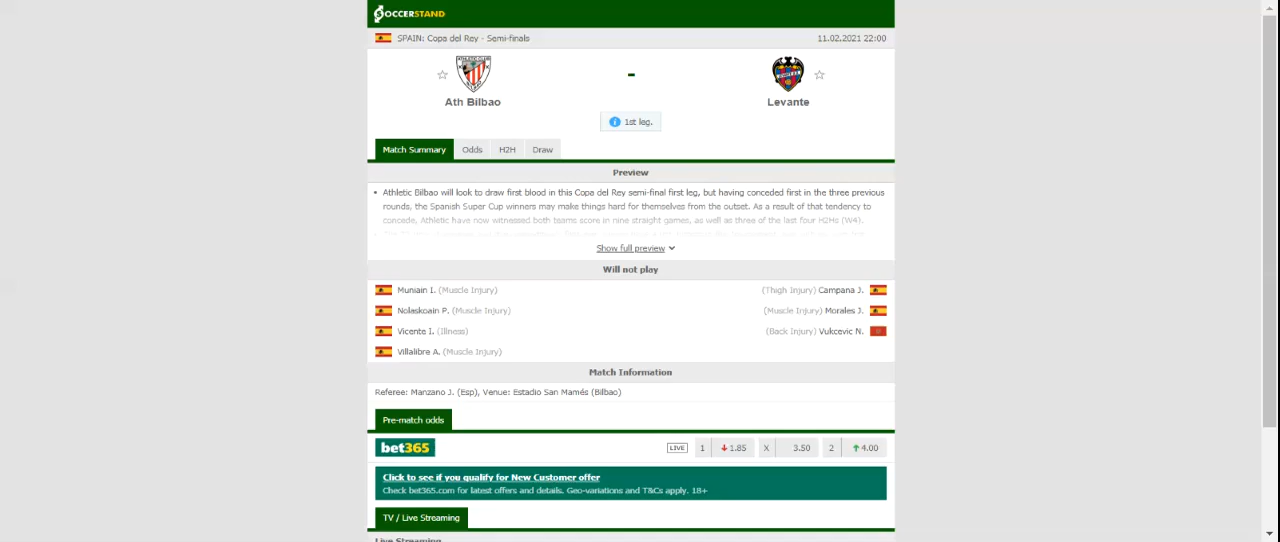 SOCCERSTAND
SPAIN: Copa del Rey - Semi-finals 11.02.2021 22:00
Ath Bilbao - Levante
1st leg.
Match Summary Odds H2H Draw
Preview
Athletic Bilbao will look to draw first blood in this Copa del Rey semi-final first leg, but having conceded first in the three previous
rounds, the Spanish Super Cup winners may make things hard for themselves from the outset. As a result of that tendency to
concede, Athletic have now witnessed both teams score in nine straight games, as well as three of the last four H2Hs (W4).
Show full preview
Will not play
Muniain I. (Muscle Injury) (Thigh Injury) Campana J.
Nolaskoain P. (Muscle Injury) (Muscle Injury) Morales J.
Vicente I. (Illness) (Back Injury) Vukcevic N.
Villalibre A. (Muscle Injury)
Match Information
Referee: Manzano J. (Esp), Venue: Estadio San Mamés (Bilbao)
Pre-match odds
bet365 LIVE 1 1.85 X 3.50 2 4.00
Click to see if you qualify for New Customer offer
Check bet365.com for latest offers and details. Geo-variations and T&Cs apply. 18+
TV / Live Streaming
Live Streaming